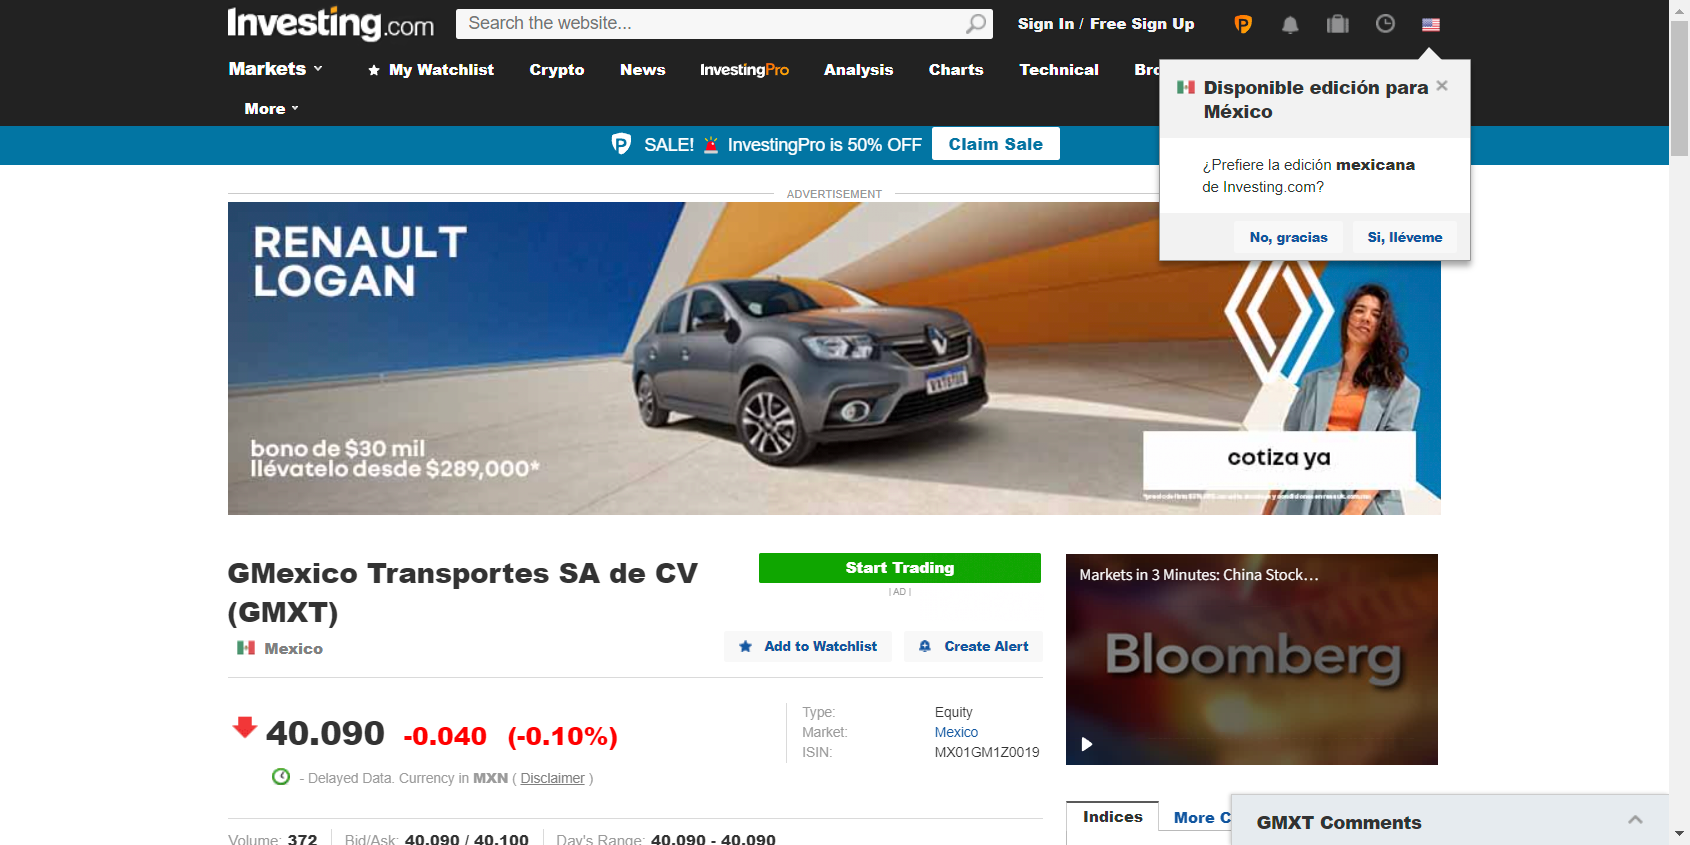 Investing.com
Search the website...
Sign In / Free Sign Up
Markets
My Watchlist
Crypto
News
InvestingPro
Analysis
Charts
Technical
More
Disponible edición para
México
¿Prefiere la edición mexicana
de Investing.com?
No, gracias
Si, lléveme
SALE! InvestingPro is 50% OFF
Claim Sale
ADVERTISEMENT
RENAULT
LOGAN
bono de $30 mil
llévatelo desde $289,000*
cotiza ya
GMexico Transportes SA de CV
(GMXT)
Mexico
Start Trading
| AD |
Add to Watchlist
Create Alert
40.090 -0.040 (-0.10%)
- Delayed Data. Currency in MXN ( Disclaimer )
Type: Equity
Market: Mexico
ISIN: MX01GM1Z0019
Volume: 372
Bid/Ask: 40.090 / 40.100
Day's Range: 40.090 - 40.090
Markets in 3 Minutes: China Stock...
Bloomberg
Indices
More C
GMXT Comments